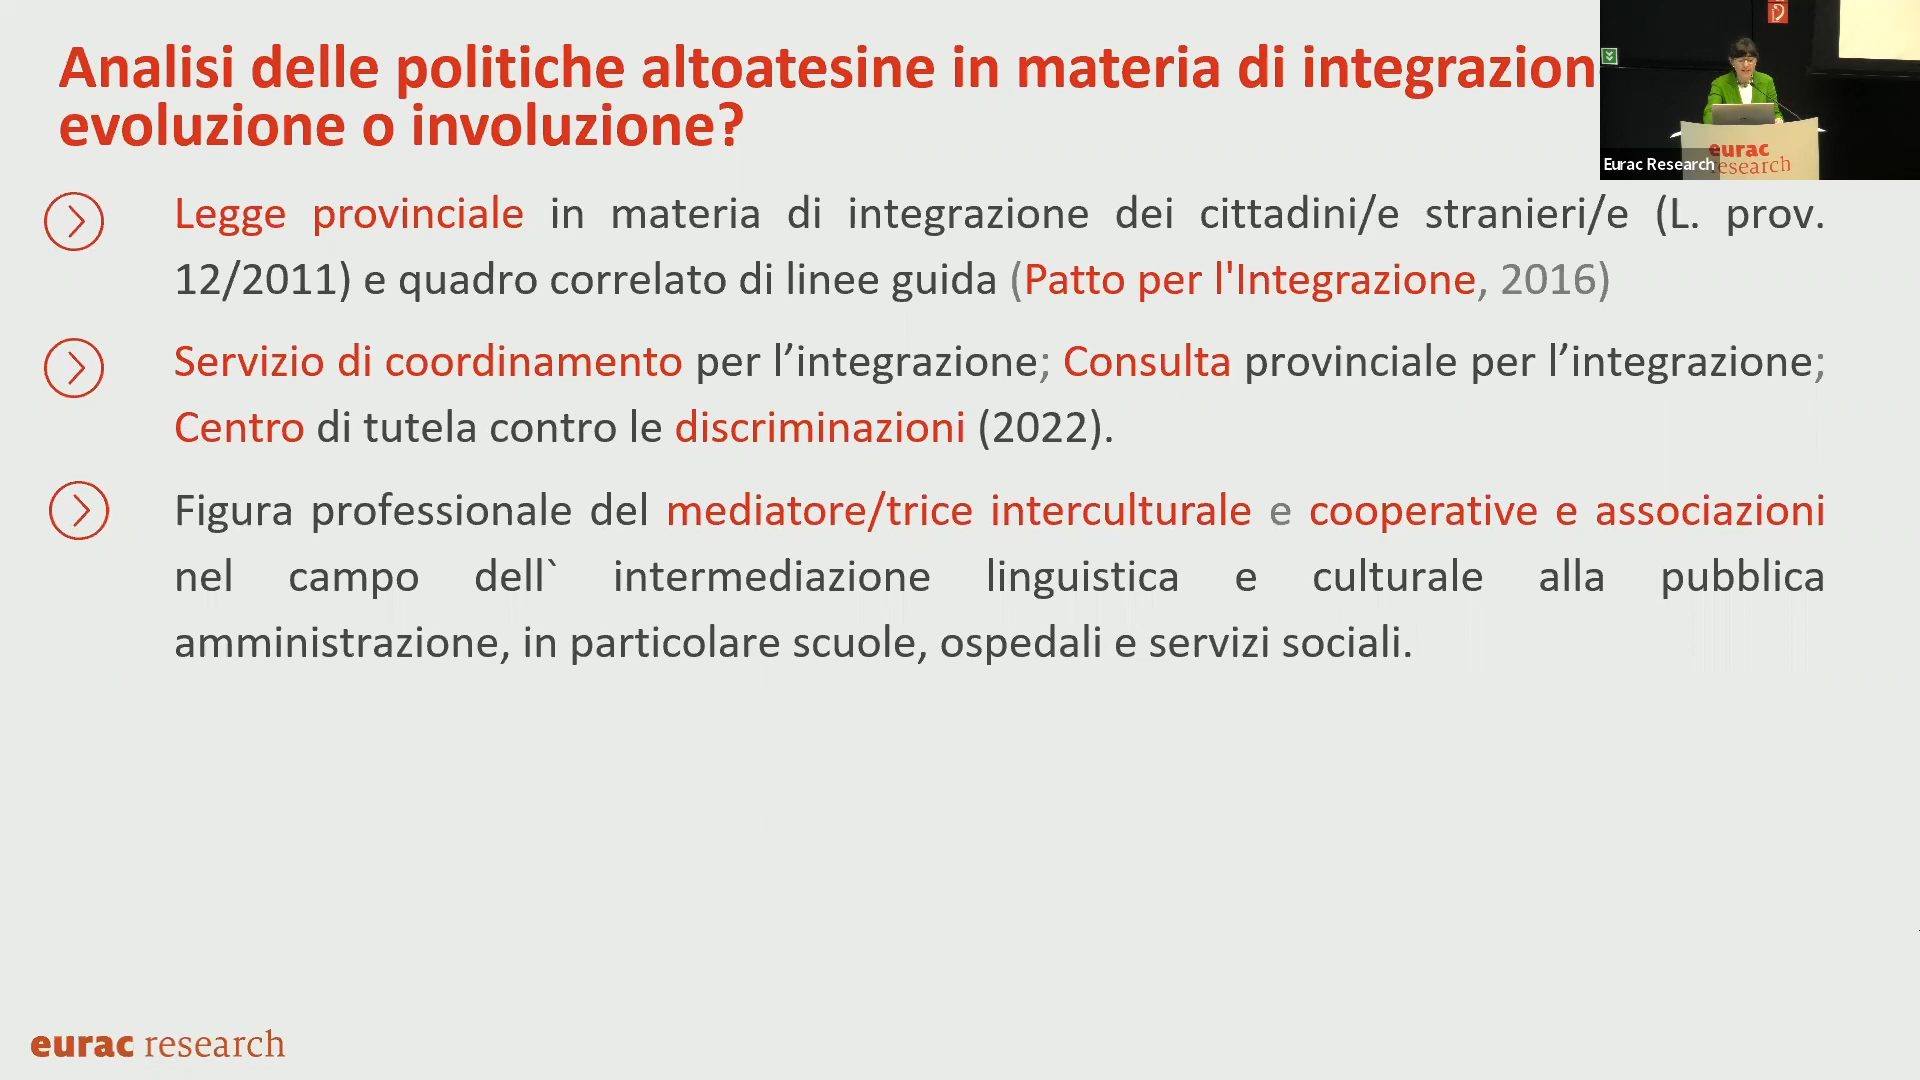 Analisi delle politiche altoatesine in materia di integrazion
evoluzione o involuzione?
Legge provinciale in materia di integrazione dei cittadini/e stranieri/e (L. prov.
12/2011) e quadro correlato di linee guida (Patto per l'Integrazione, 2016)
Servizio di coordinamento per l’integrazione; Consulta provinciale per l’integrazione;
Centro di tutela contro le discriminazioni (2022).
Figura professionale del mediatore/trice interculturale e cooperative e associazioni
nel campo dell` intermediazione linguistica e culturale alla pubblica
amministrazione, in particolare scuole, ospedali e servizi sociali.
eurac
research
Eurac Research
eurac research